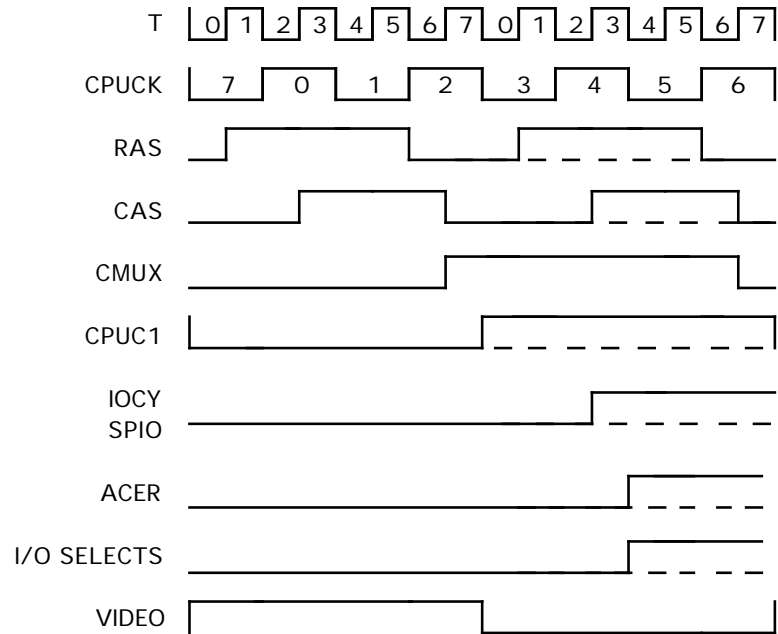 T 0 1 2 3 4 5 6 7 0 1 2 3 4 5 6 7
CPUCK 7 0 1 2 3 4 5 6
RAS
CAS
CMUX
CPUC1
IOCY
SPIO
ACER
I/O SELECTS
VIDEO